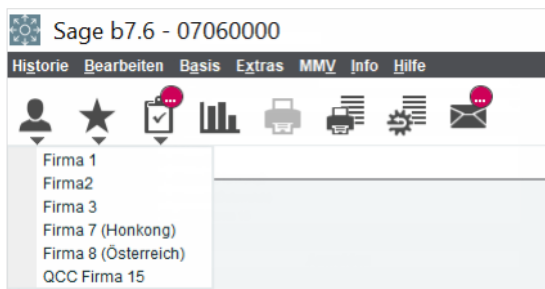 Sage b7.6 - 07060000
Historie Bearbeiten Basis Extras MMV Info Hilfe
Firma 1
Firma2
Firma 3
Firma 7 (Honkong)
Firma 8 (Österreich)
QCC Firma 15